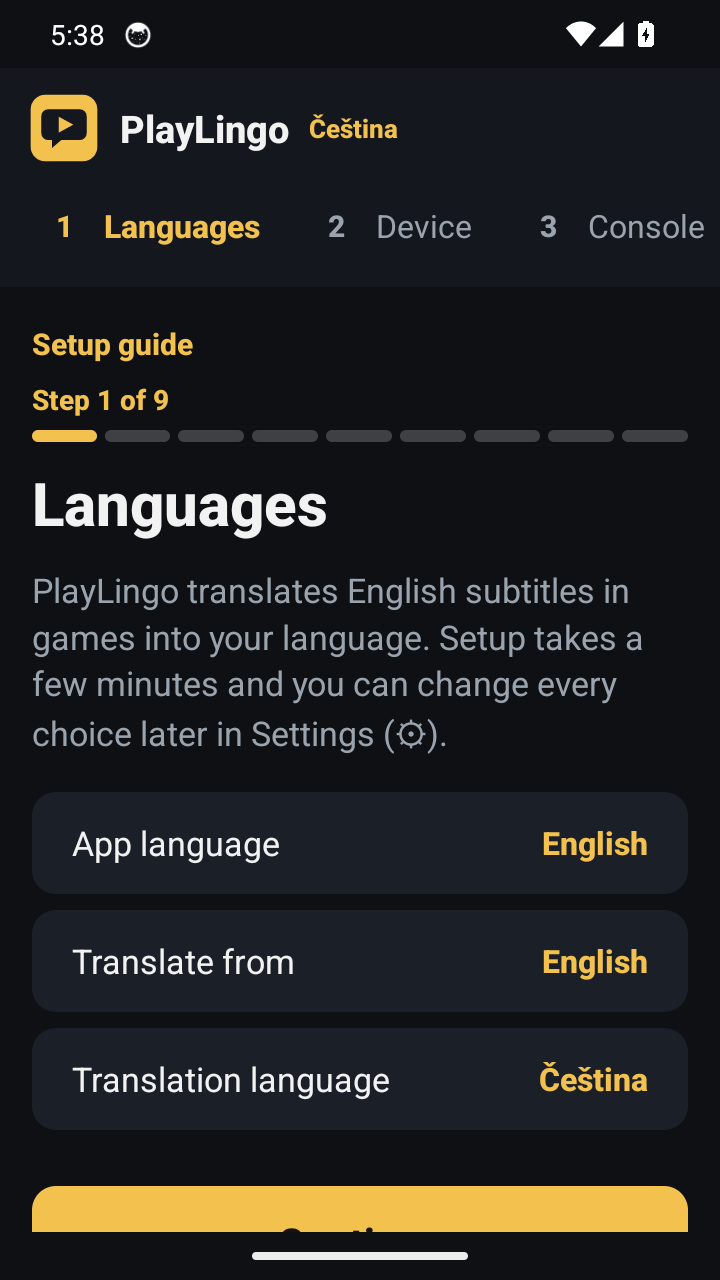 5:38
PlayLingo Čeština
1 Languages 2 Device 3 Console
Setup guide
Step 1 of 9
Languages
PlayLingo translates English subtitles in
games into your language. Setup takes a
few minutes and you can change every
choice later in Settings (⚙).
App language English
Translate from English
Translation language Čeština